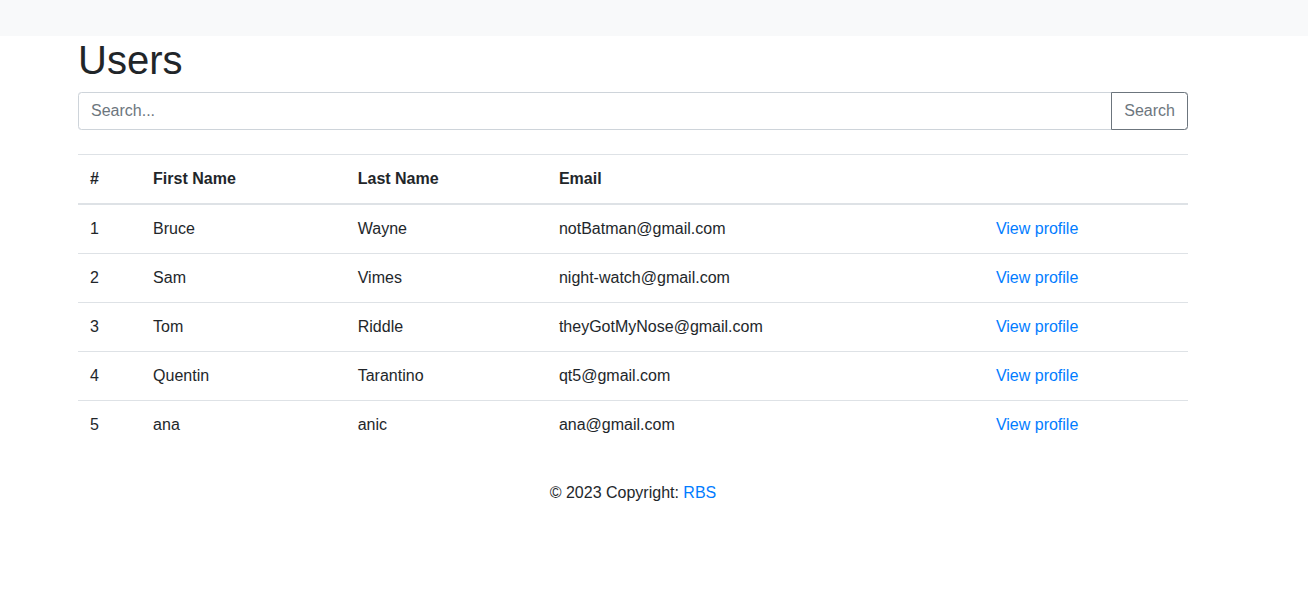 Users
Search... Search
# First Name Last Name Email
1 Bruce Wayne notBatman@gmail.com View profile
2 Sam Vimes night-watch@gmail.com View profile
3 Tom Riddle theyGotMyNose@gmail.com View profile
4 Quentin Tarantino qt5@gmail.com View profile
5 ana anic ana@gmail.com View profile
© 2023 Copyright: RBS